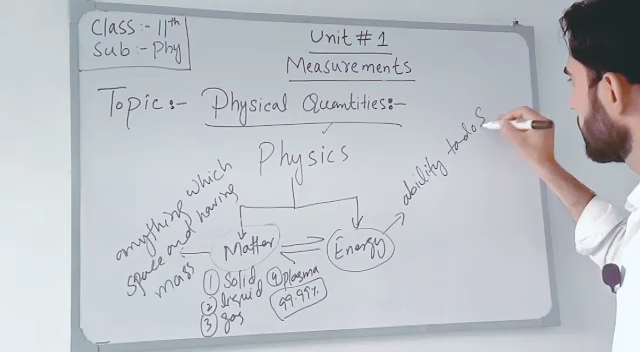 Class:- 11th
Sub:- Phy
Unit # 1
Measurements
Topic:- Physical Quantities:-
Physics
anything which
space and having
mass
Matter
Energy
ability to do S
① Solid
② liquid
③ gas
④ plasma
99.99%